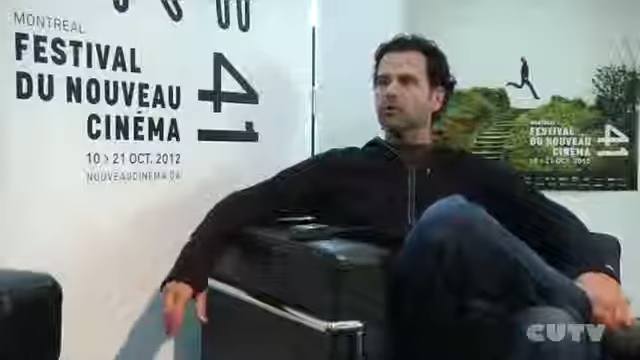 MONTREAL
FESTIVAL
DU NOUVEAU
CINÉMA
10 > 21 OCT. 2012
NOUVEAUCINEMA.CA
41
MONTREAL
FESTIVAL
DU NOUVEAU
CINÉMA
10 > 21 OCT. 2012
41
CUTV